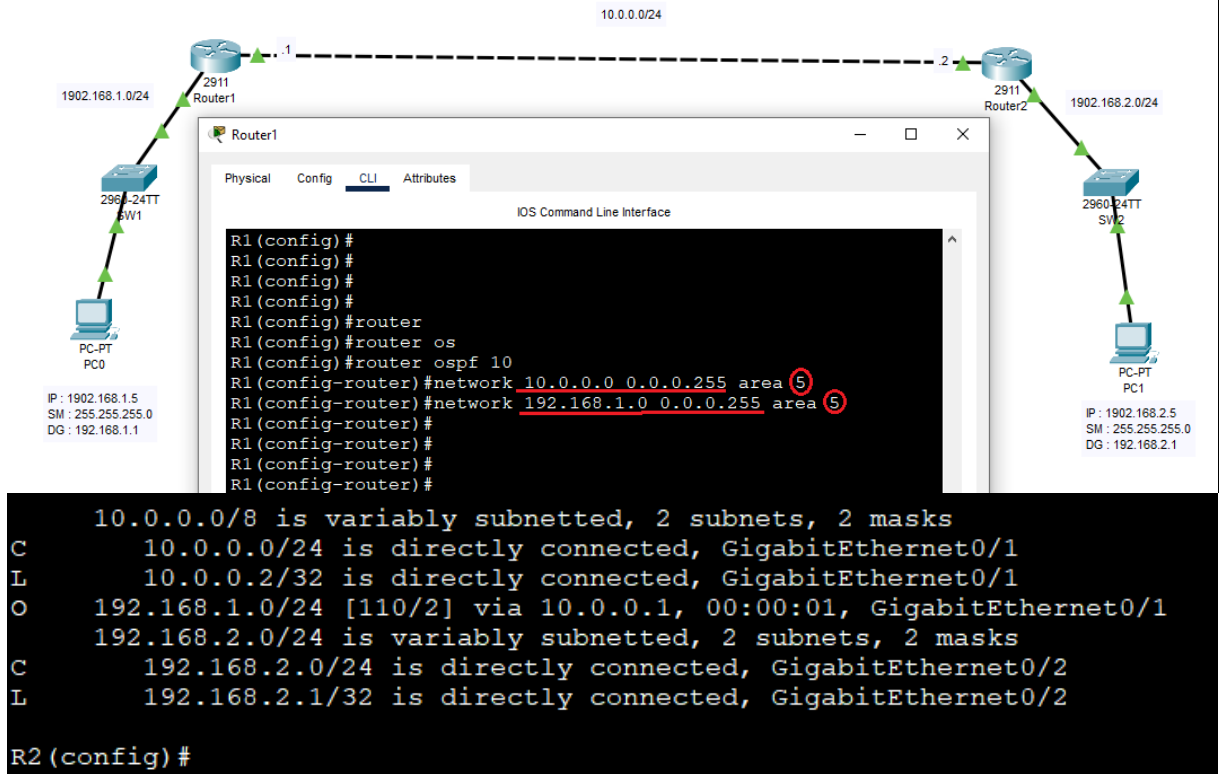 10.0.0.0/24
.1
.2
2911
Router1
2911
Router2
1902.168.1.0/24
1902.168.2.0/24
2960-24TT
SW1
2960-24TT
SW2
PC-PT
PC0
PC-PT
PC1
IP : 1902.168.1.5
SM : 255.255.255.0
DG : 192.168.1.1
IP : 1902.168.2.5
SM : 255.255.255.0
DG : 192.168.2.1
Router1
Physical Config CLI Attributes
IOS Command Line Interface
R1(config)#
R1(config)#
R1(config)#
R1(config)#
R1(config)#router
R1(config)#router os
R1(config)#router ospf 10
R1(config-router)#network 10.0.0.0 0.0.0.255 area 5
R1(config-router)#network 192.168.1.0 0.0.0.255 area 5
R1(config-router)#
R1(config-router)#
R1(config-router)#
R1(config-router)#
10.0.0.0/8 is variably subnetted, 2 subnets, 2 masks
C 10.0.0.0/24 is directly connected, GigabitEthernet0/1
L 10.0.0.2/32 is directly connected, GigabitEthernet0/1
O 192.168.1.0/24 [110/2] via 10.0.0.1, 00:00:01, GigabitEthernet0/1
192.168.2.0/24 is variably subnetted, 2 subnets, 2 masks
C 192.168.2.0/24 is directly connected, GigabitEthernet0/2
L 192.168.2.1/32 is directly connected, GigabitEthernet0/2
R2(config)#